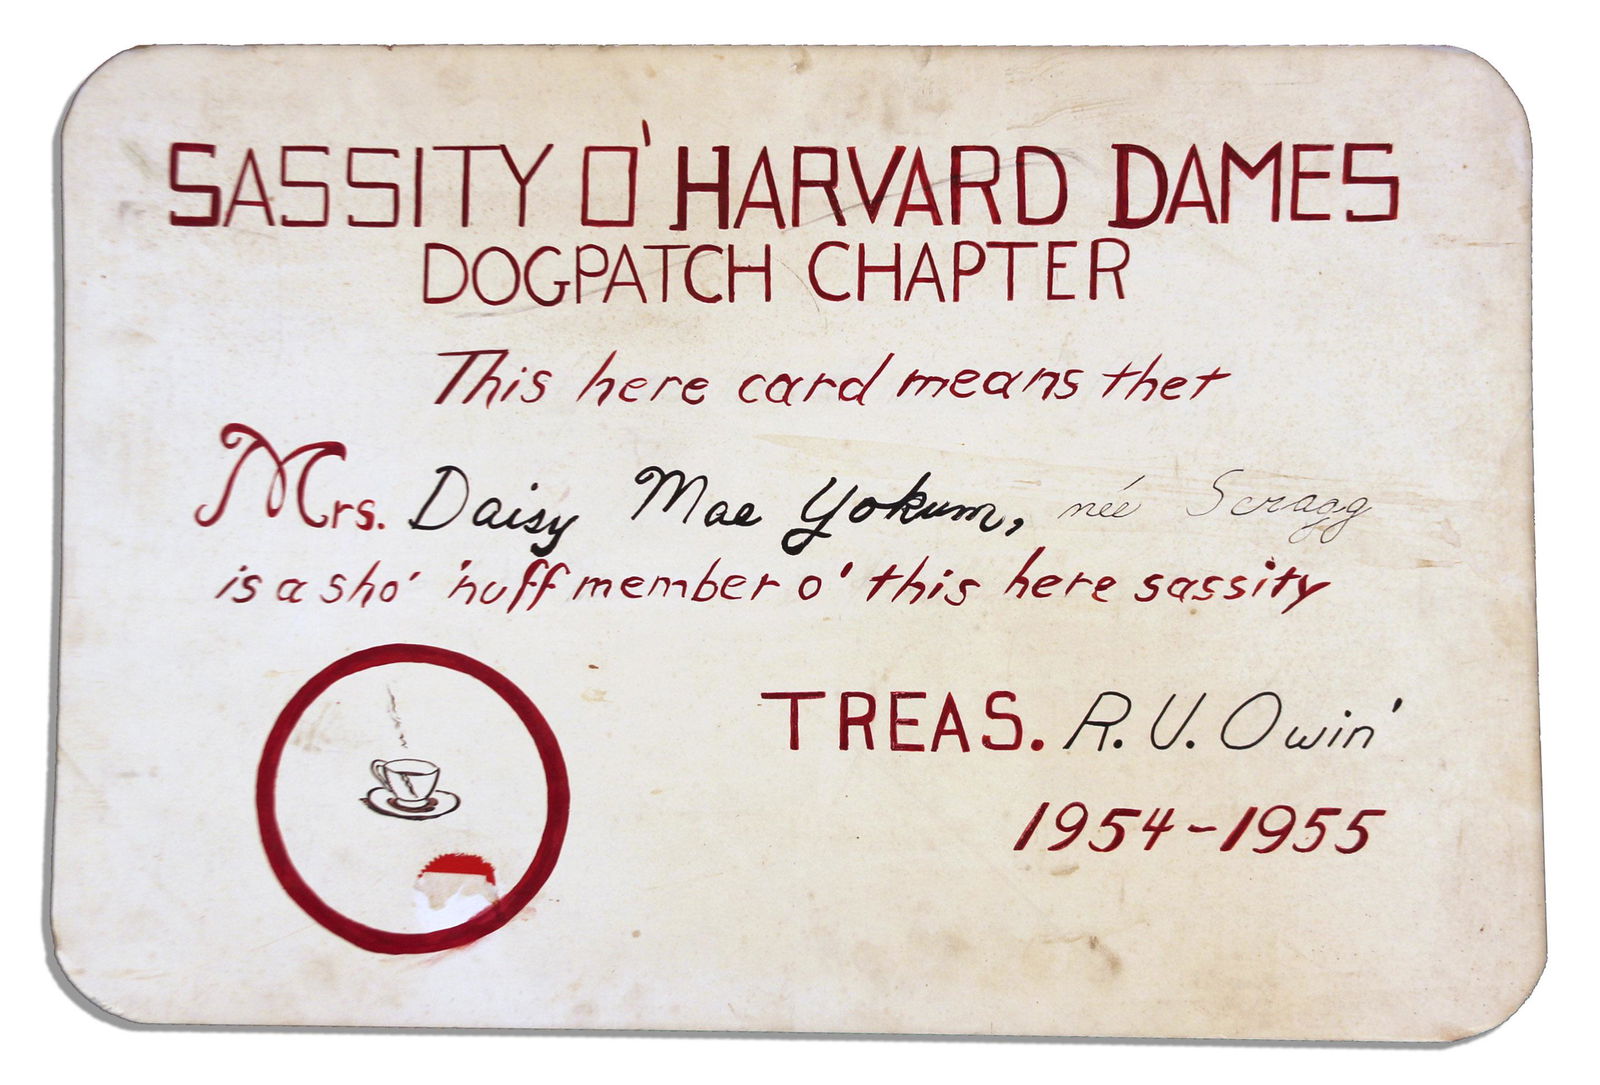 SASSITY O' HARVARD DAMES
DOGPATCH CHAPTER
This here card means thet
Mrs. Daisy Mae Yokum, née Scragg
is a sho' 'nuff member o' this here sassity
TREAS. R. U. Owin'
1954-1955